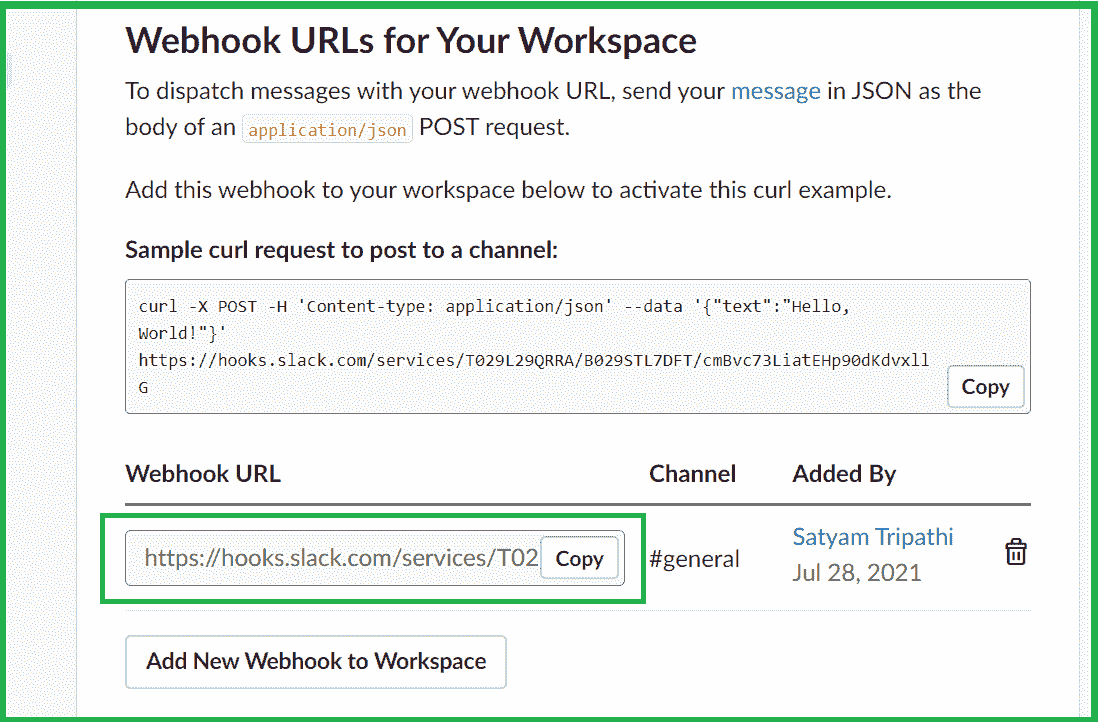 Webhook URLs for Your Workspace
To dispatch messages with your webhook URL, send your message in JSON as the
body of an application/json POST request.
Add this webhook to your workspace below to activate this curl example.
Sample curl request to post to a channel:
curl -X POST -H 'Content-type: application/json' --data '{"text":"Hello,
World!"}'
https://hooks.slack.com/services/T029L29QRRA/B029STL7DFT/cmBvc73LiatEHp90dKdvxll
G
Copy
Webhook URL Channel Added By
https://hooks.slack.com/services/T02 Copy #general Satyam Tripathi
Jul 28, 2021
Add New Webhook to Workspace